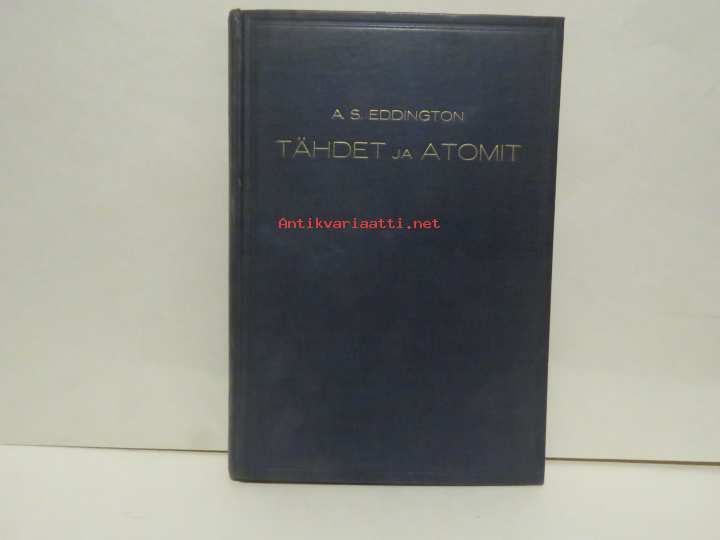 A. S. EDDINGTON
TÄHDET JA ATOMIT
Antikvariaatti.net